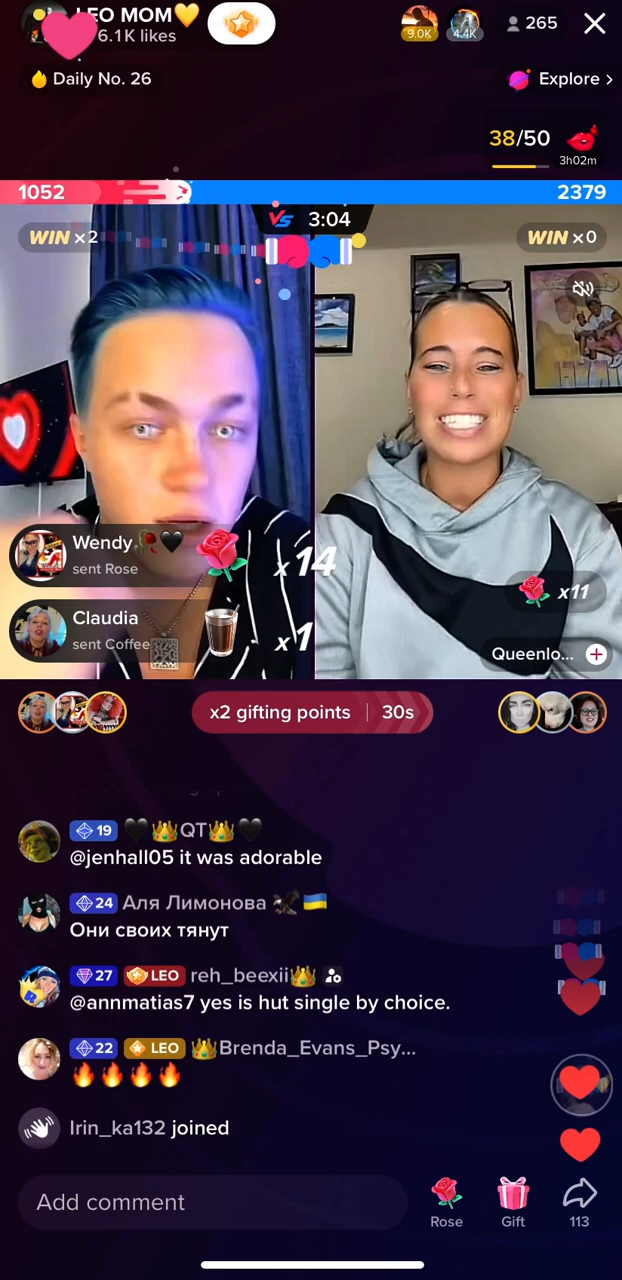 LEO MOM💛
6.1K likes
9.0K
4.4K
265
Daily No. 26
Explore >
38/50
3h02m
1052
2379
VS 3:04
WIN x2
WIN x0
Wendy🥀🖤
sent Rose
x14
Claudia
sent Coffee
x1
x11
Queenlo...
x2 gifting points | 30s
19 🖤👑QT👑🖤
@jenhall05 it was adorable
24 Аля Лимонова 🦅🇺🇦
Они своих тянут
27 LEO reh_beexii👑
@annmatias7 yes is hut single by choice.
22 LEO 👑Brenda_Evans_Psy...
🔥🔥🔥🔥
Irin_ka132 joined
Add comment
Rose
Gift
113